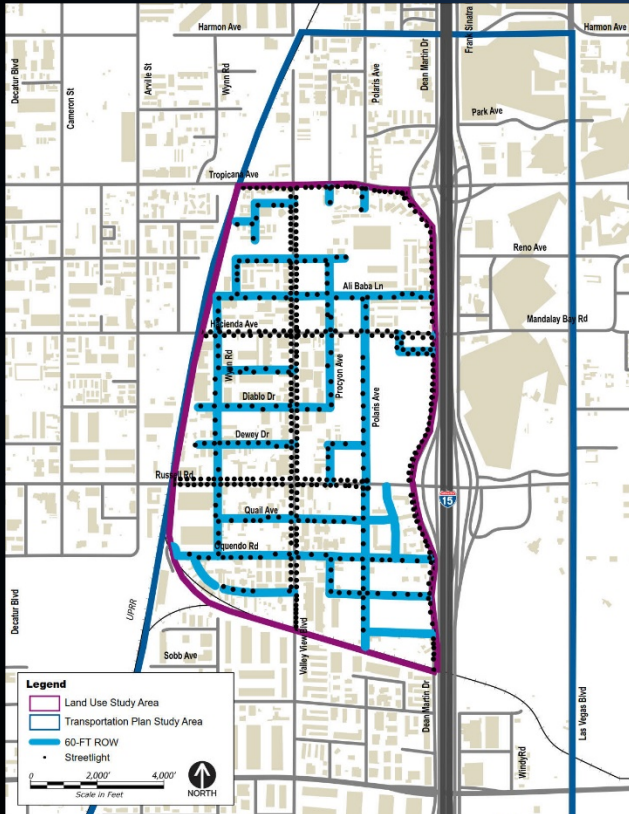 Harmon Ave
Harmon Ave
Decatur Blvd
Cameron St
Arville St
Wynn Rd
Polaris Ave
Dean Martin Dr
Frank Sinatra
Park Ave
Tropicana Ave
Reno Ave
Ali Baba Ln
Mandalay Bay Rd
Hacienda Ave
Wynn Rd
Procyon Ave
Polaris Ave
Diablo Dr
Dewey Dr
Russell Rd
15
Quail Ave
Oquendo Rd
Decatur Blvd
UPRR
Valley View Blvd
Sobb Ave
Dean Martin Dr
Windy Rd
Las Vegas Blvd
Legend
Land Use Study Area
Transportation Plan Study Area
60-FT ROW
Streetlight
0 2,000' 4,000'
Scale in Feet
NORTH